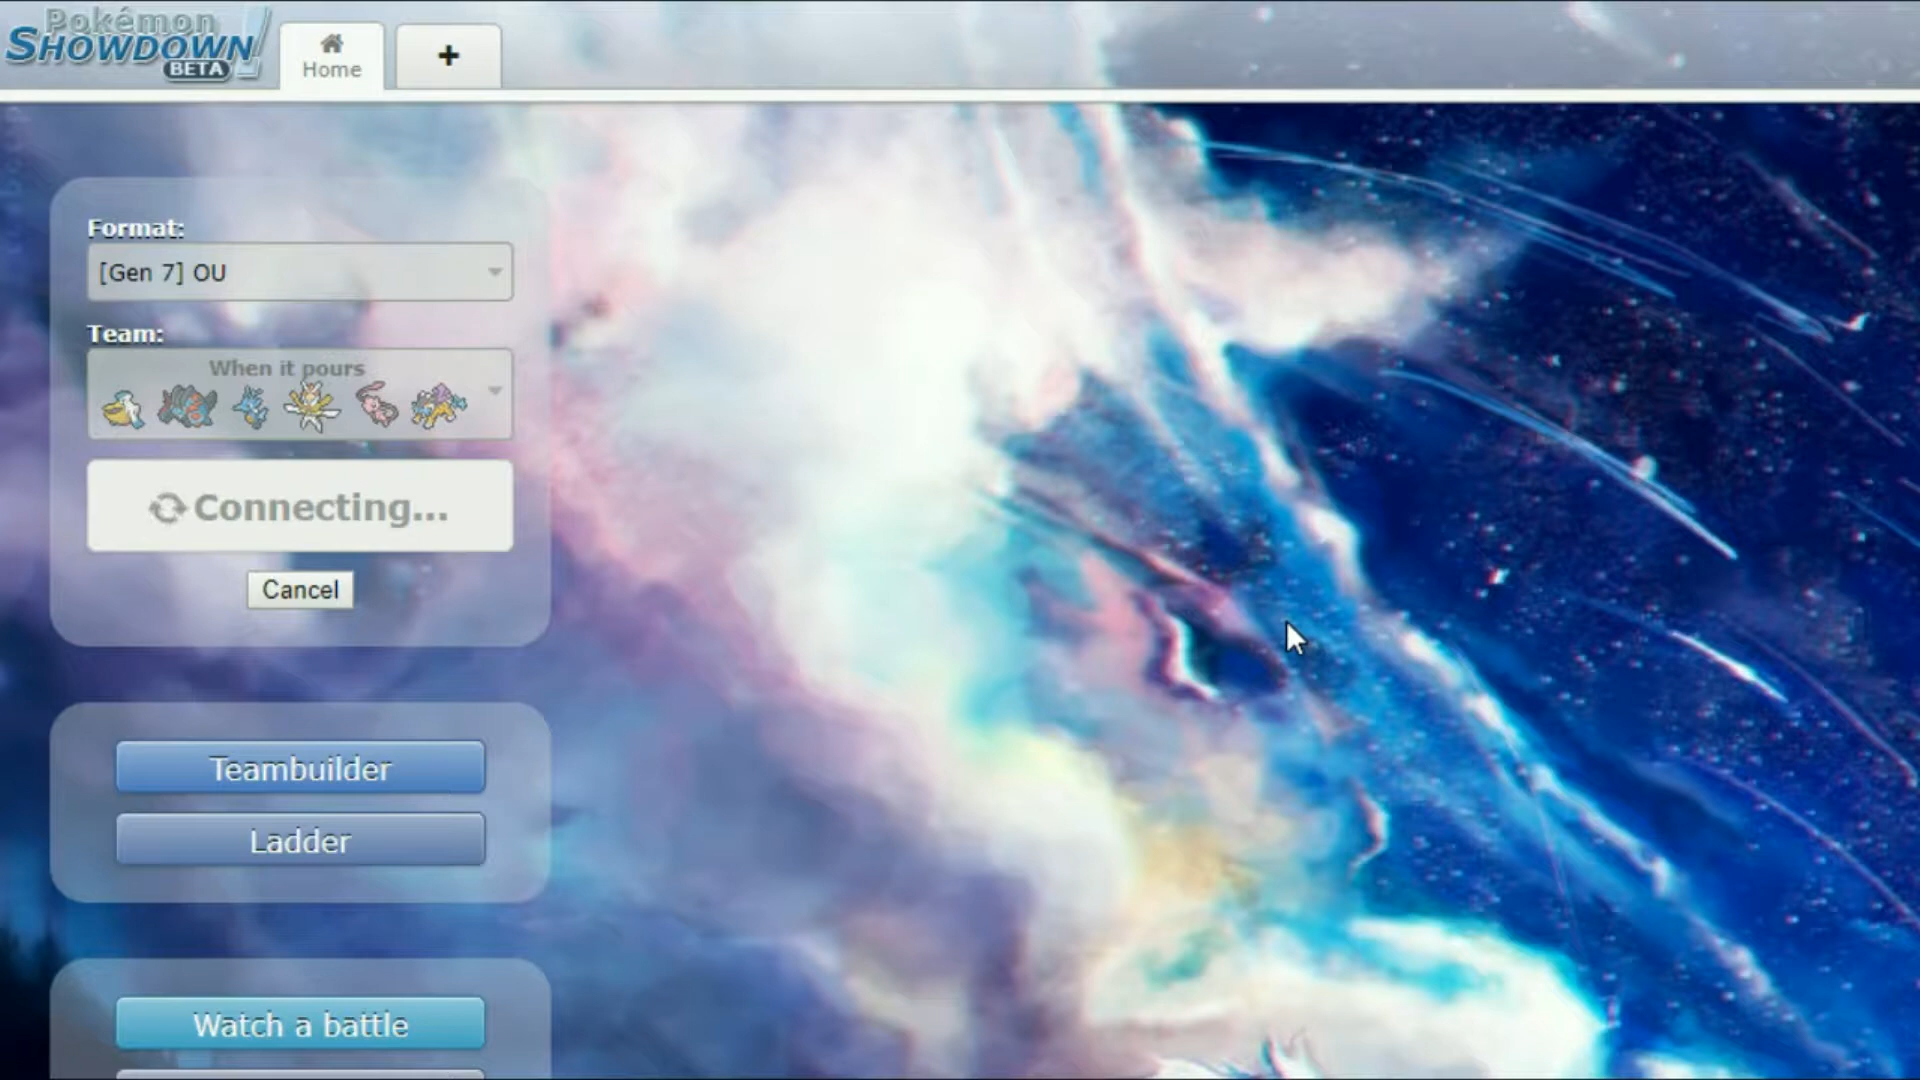 Pokémon
SHOWDOWN!
BETA
Home
+
Format:
[Gen 7] OU
Team:
When it pours
Connecting...
Cancel
Teambuilder
Ladder
Watch a battle